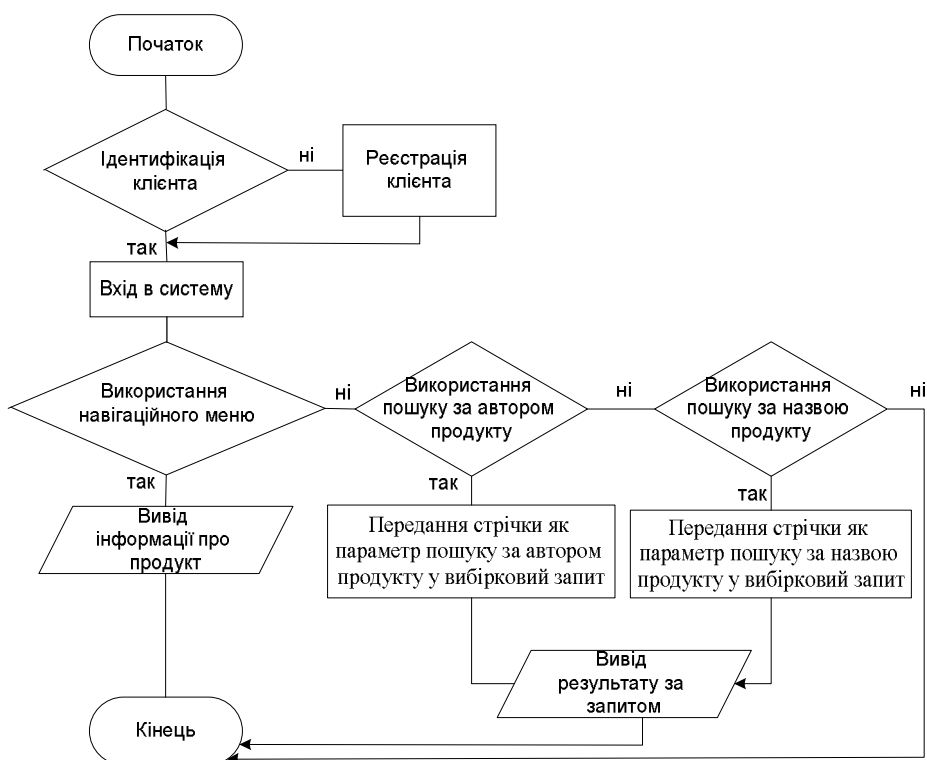 Початок
Ідентифікація
клієнта
ні
Реєстрація
клієнта
так
Вхід в систему
Використання
навігаційного меню
ні
Використання
пошуку за автором
продукту
ні
Використання
пошуку за назвою
продукту
ні
так
так
так
Вивід
інформації про
продукт
Передання стрічки як
параметр пошуку за автором
продукту у вибірковий запит
Передання стрічки як
параметр пошуку за назвою
продукту у вибірковий запит
Вивід
результату за
запитом
Кінець